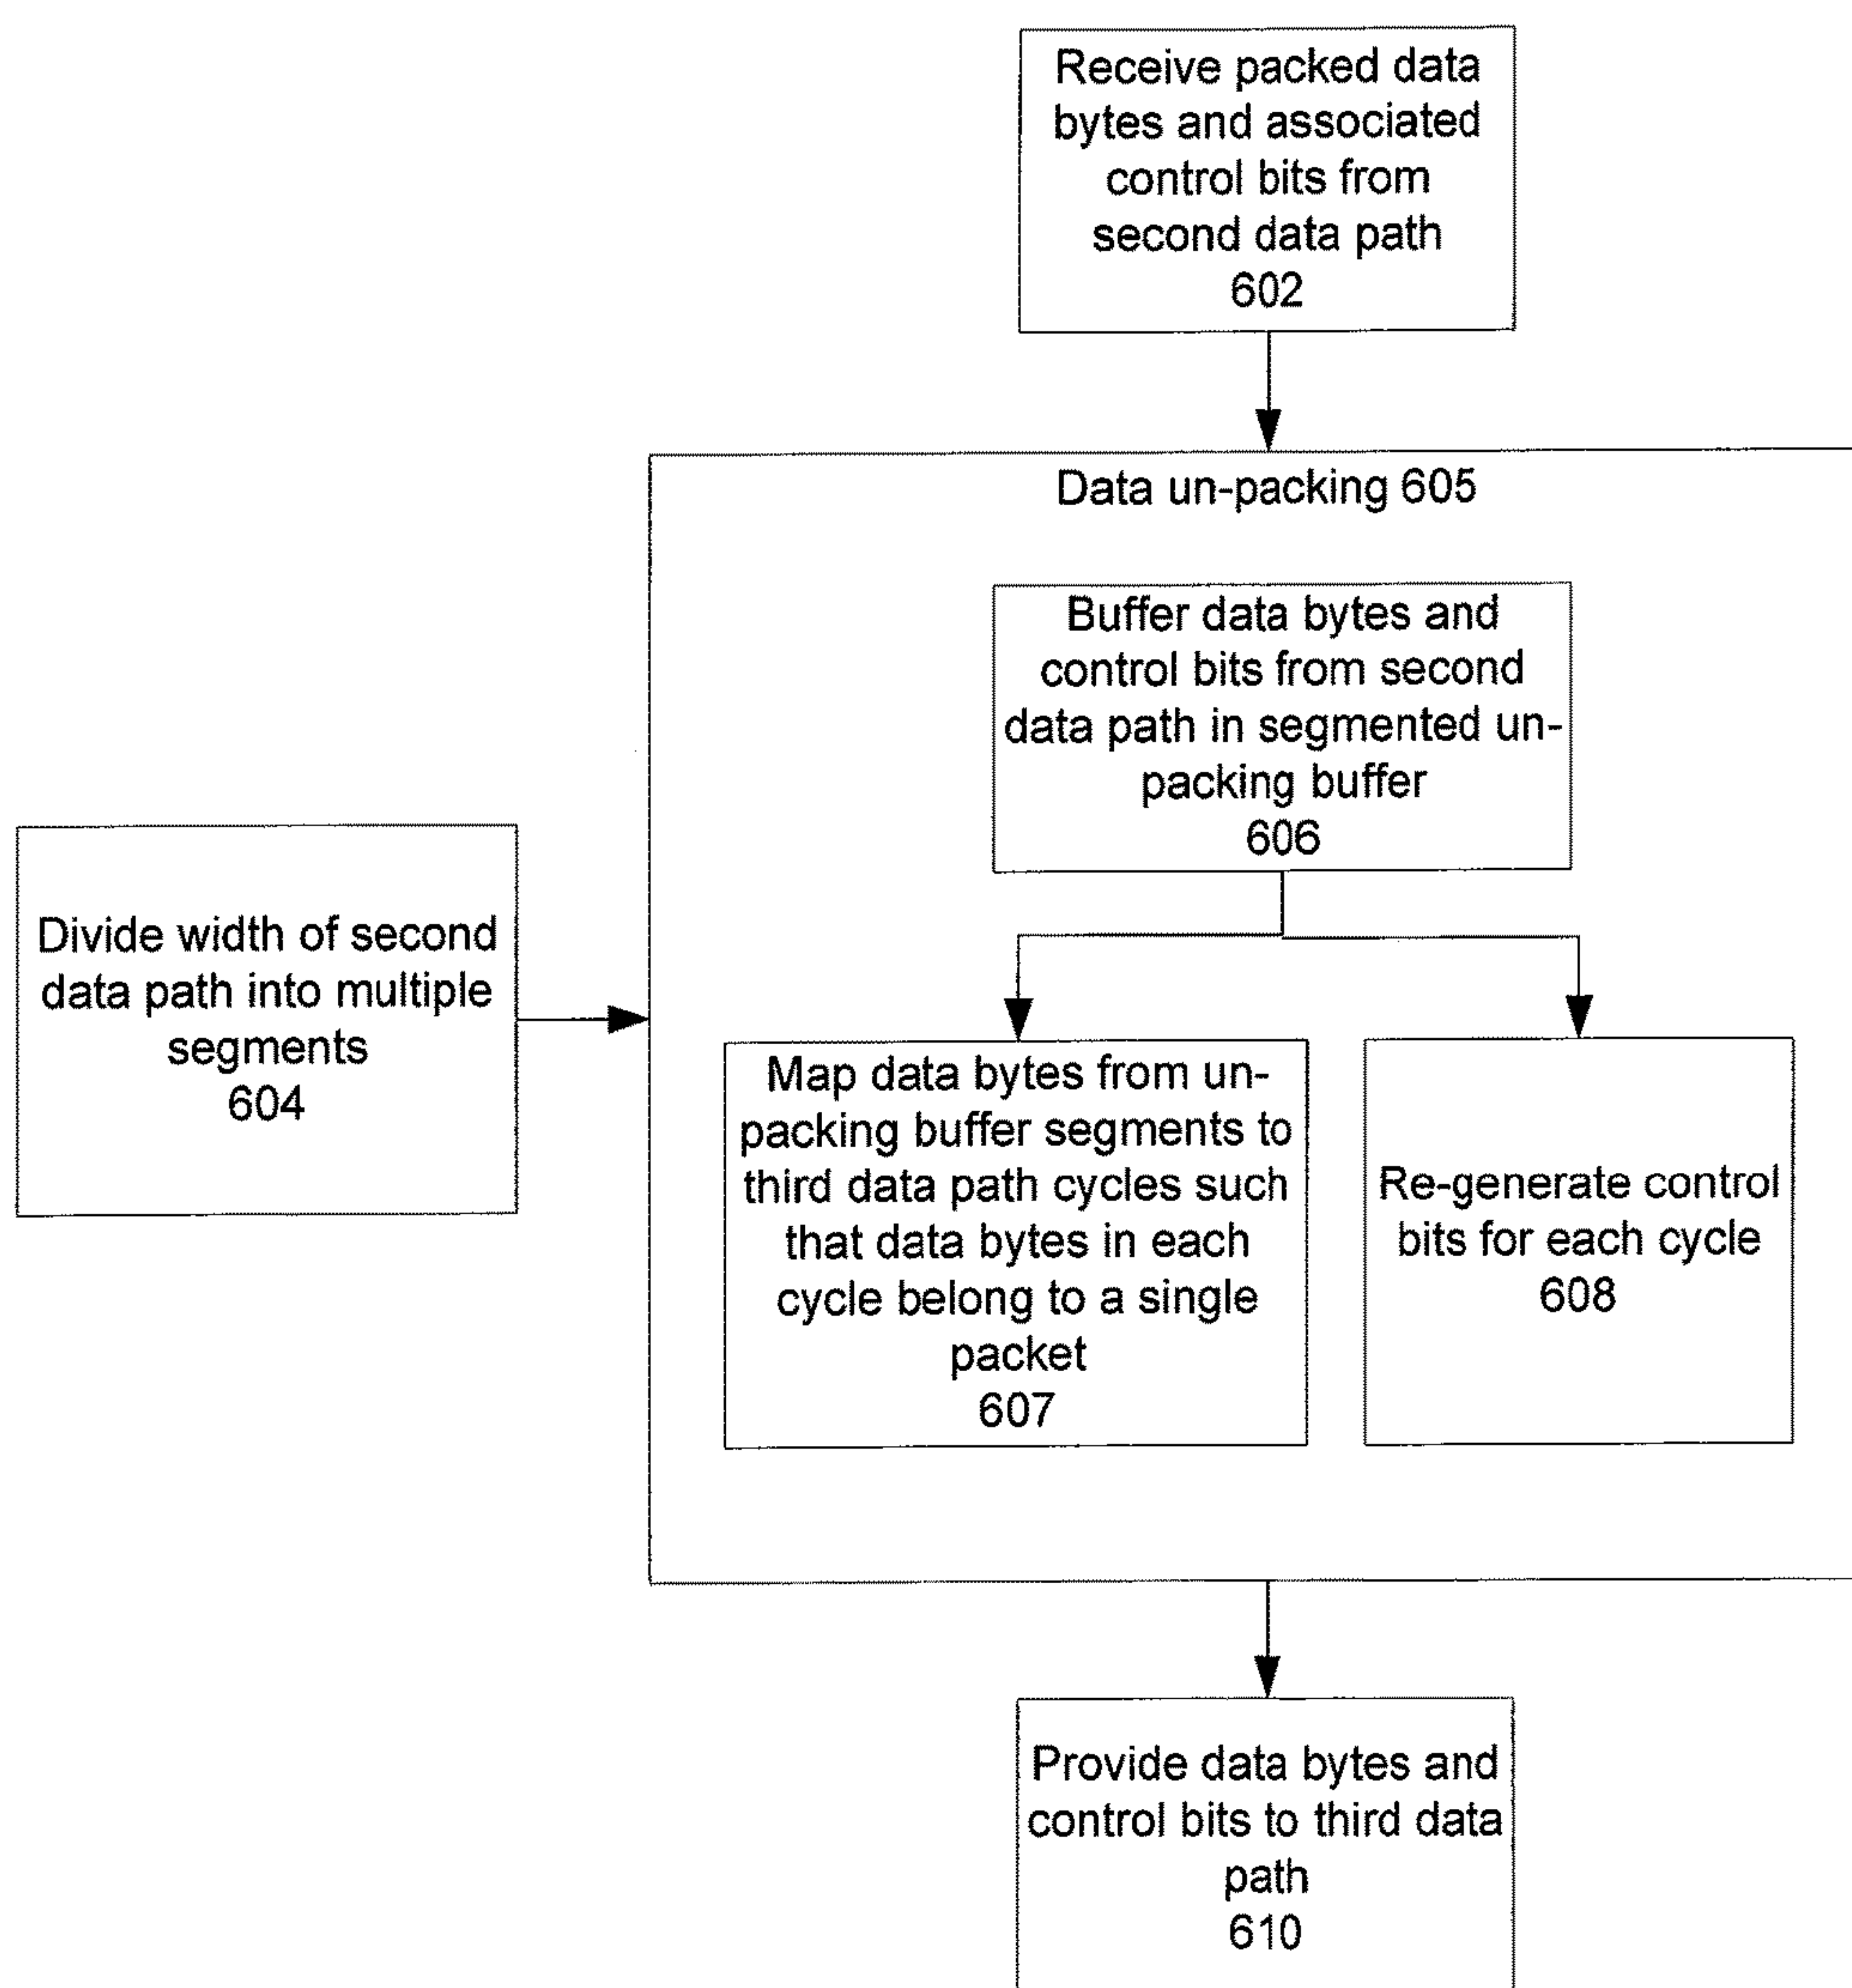 Receive packed data
bytes and associated
control bits from
second data path
602
Data un-packing 605
Buffer data bytes and
control bits from second
data path in segmented un-
packing buffer
606
Divide width of second
data path into multiple
segments
604
Map data bytes from un-
packing buffer segments to
third data path cycles such
that data bytes in each
cycle belong to a single
packet
607
Re-generate control
bits for each cycle
608
Provide data bytes and
control bits to third data
path
610